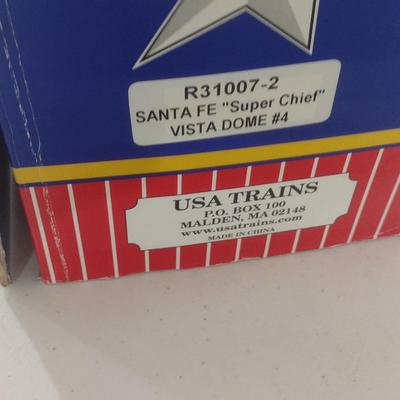 R31007-2
SANTA FE "Super Chief"
VISTA DOME #4
USA TRAINS
P.O. BOX 100
MALDEN, MA 02148
www.usatrains.com
MADE IN CHINA